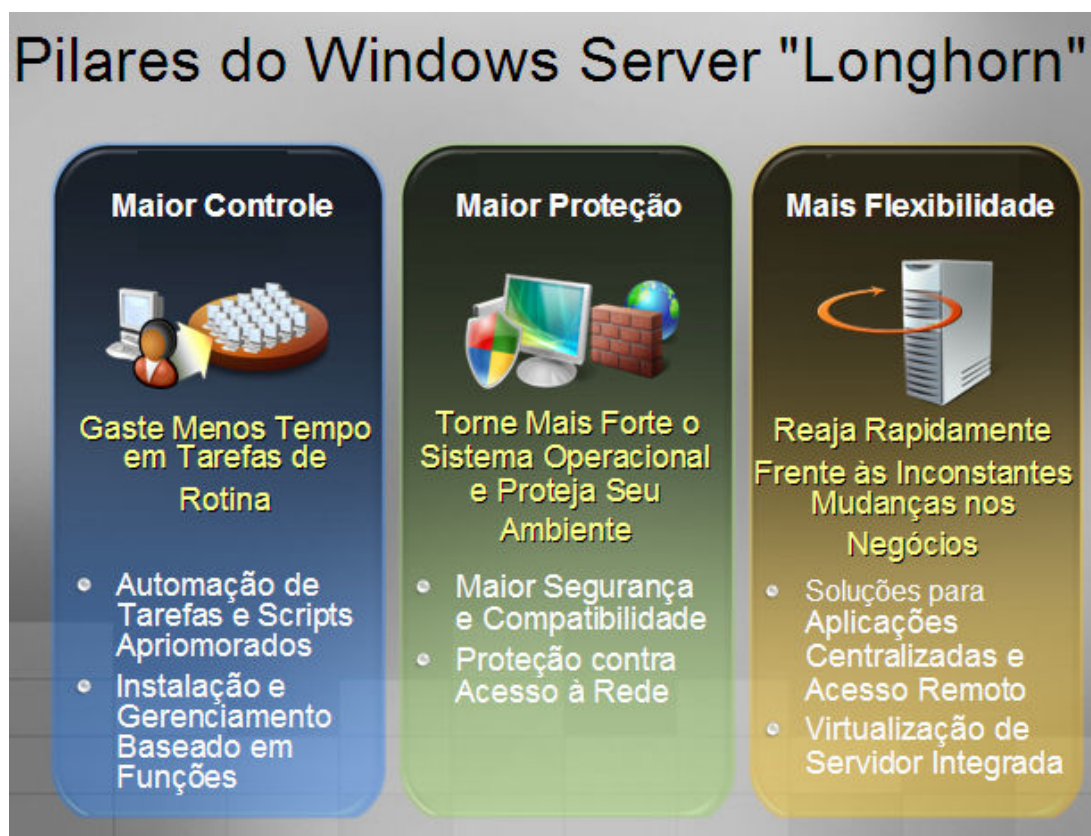 Pilares do Windows Server "Longhorn"
Maior Controle
Gaste Menos Tempo
em Tarefas de
Rotina
Automação de
Tarefas e Scripts
Apriomorados
Instalação e
Gerenciamento
Baseado em
Funções
Maior Proteção
Torne Mais Forte o
Sistema Operacional
e Proteja Seu
Ambiente
Maior Segurança
e Compatibilidade
Proteção contra
Acesso à Rede
Mais Flexibilidade
Reaja Rapidamente
Frente às Inconstantes
Mudanças nos
Negócios
Soluções para
Aplicações
Centralizadas e
Acesso Remoto
Virtualização de
Servidor Integrada